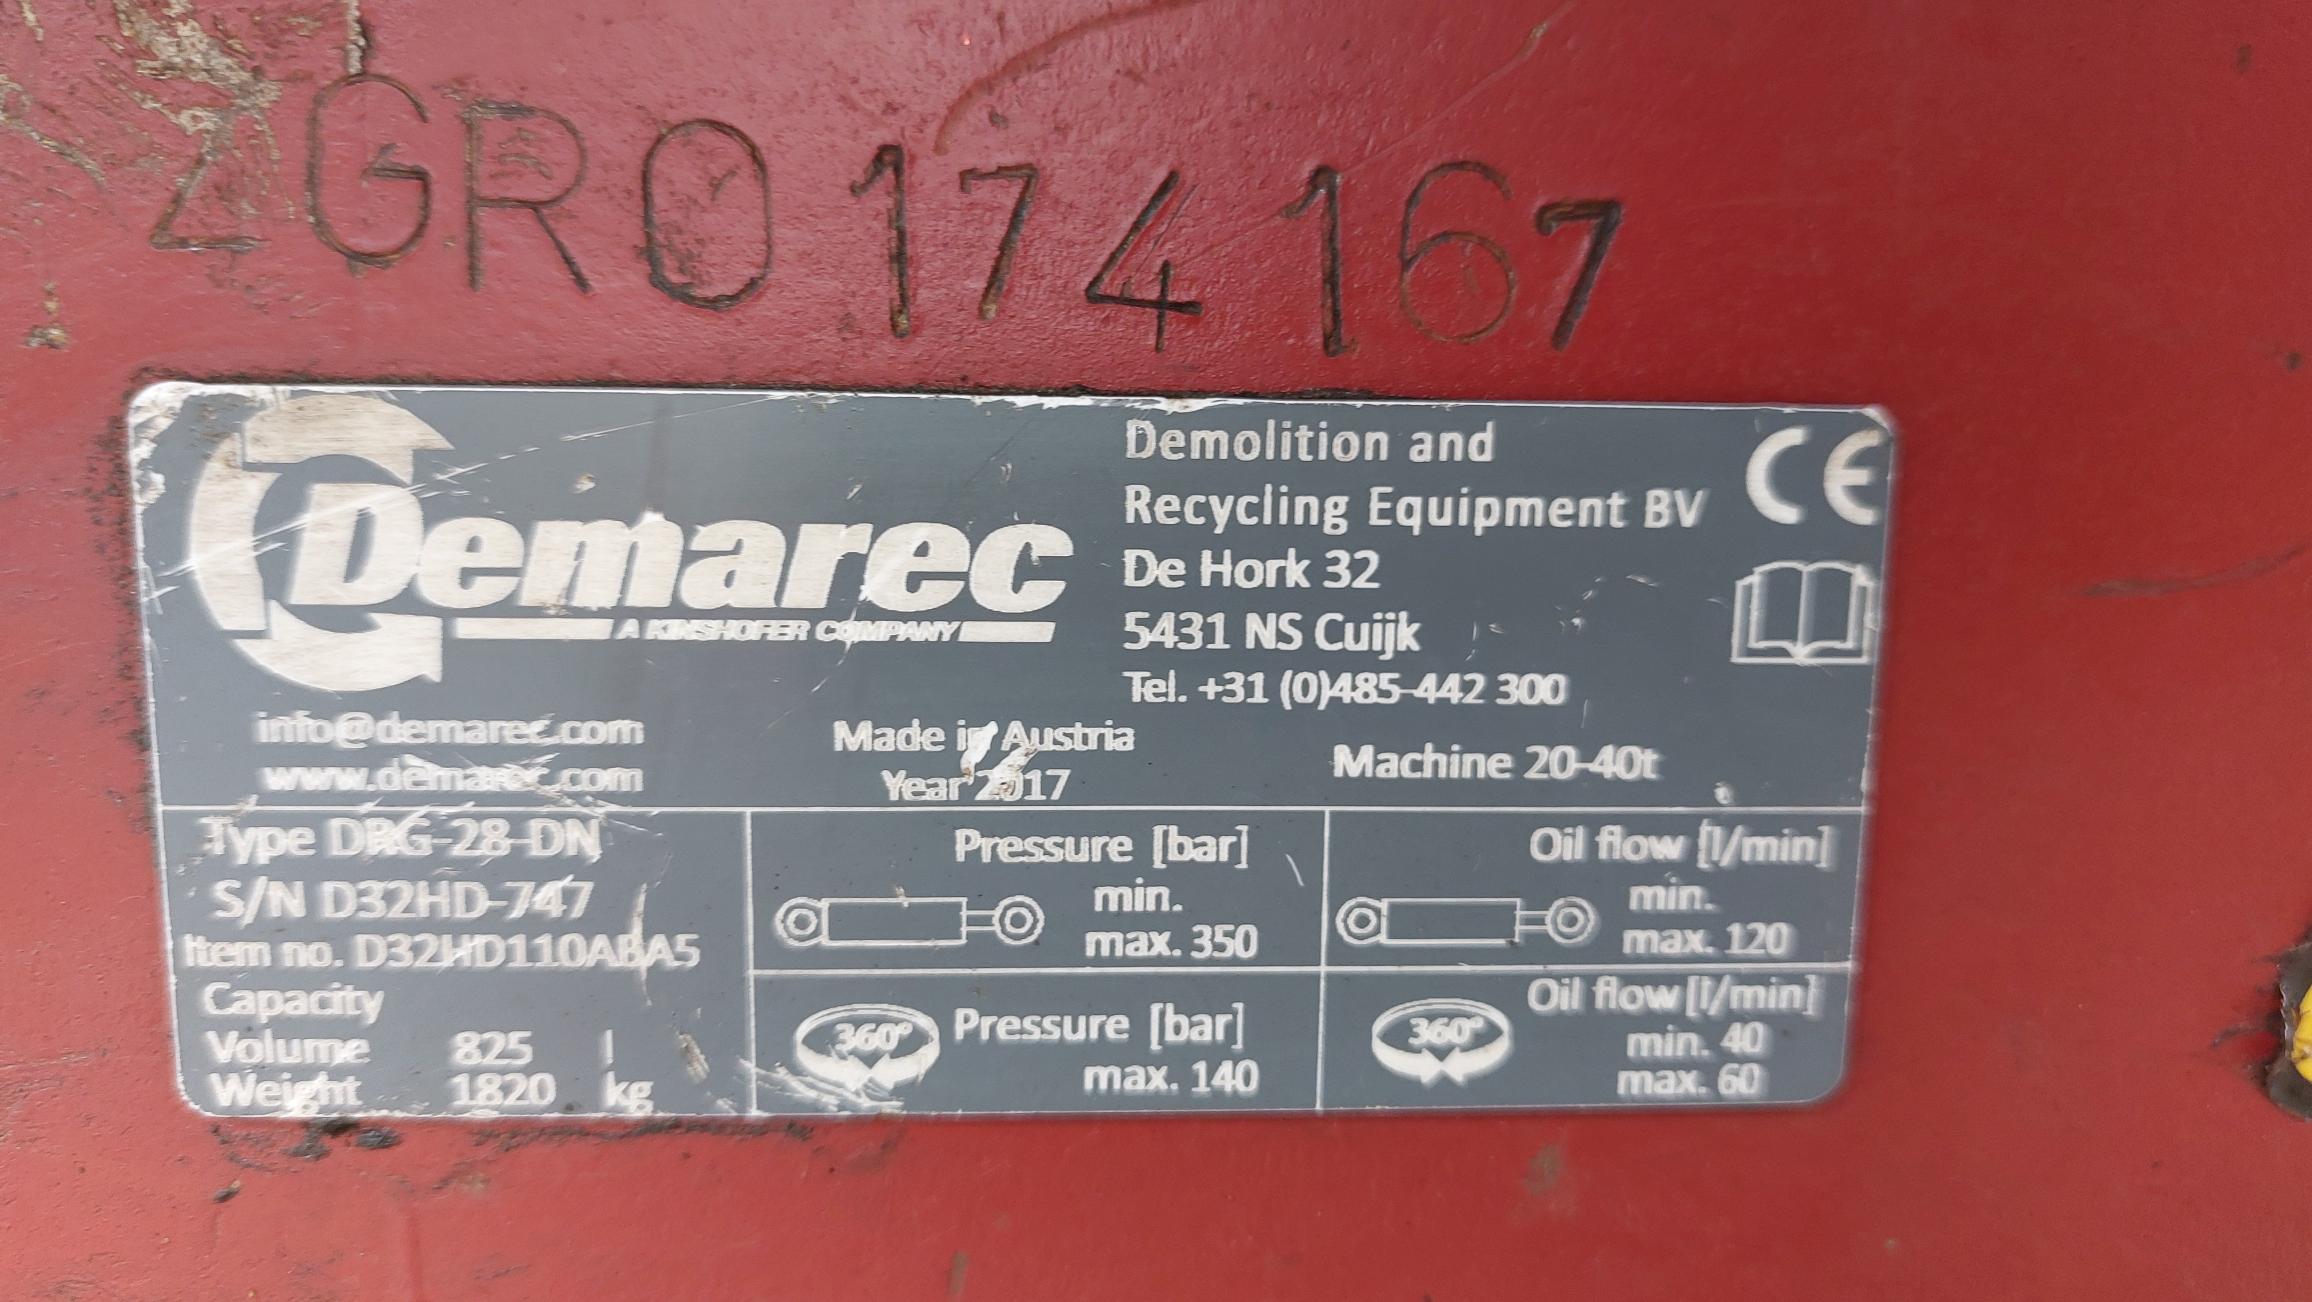 ZGR0174167
Demarec
A KINSHOFER COMPANY
Demolition and
Recycling Equipment BV
De Hork 32
5431 NS Cuijk
Tel. +31 (0)485-442 300
CE
info@demarec.com
www.demarec.com
Made in Austria
Year 2017
Machine 20-40t
Type DRG-28-DN
S/N D32HD-747
Item no. D32HD110ABA5
Capacity
Volume 825 l
Weight 1820 kg
Pressure [bar]
min.
max. 350
Oil flow [l/min]
min.
max. 120
360°
Pressure [bar]
max. 140
360°
Oil flow [l/min]
min. 40
max. 60